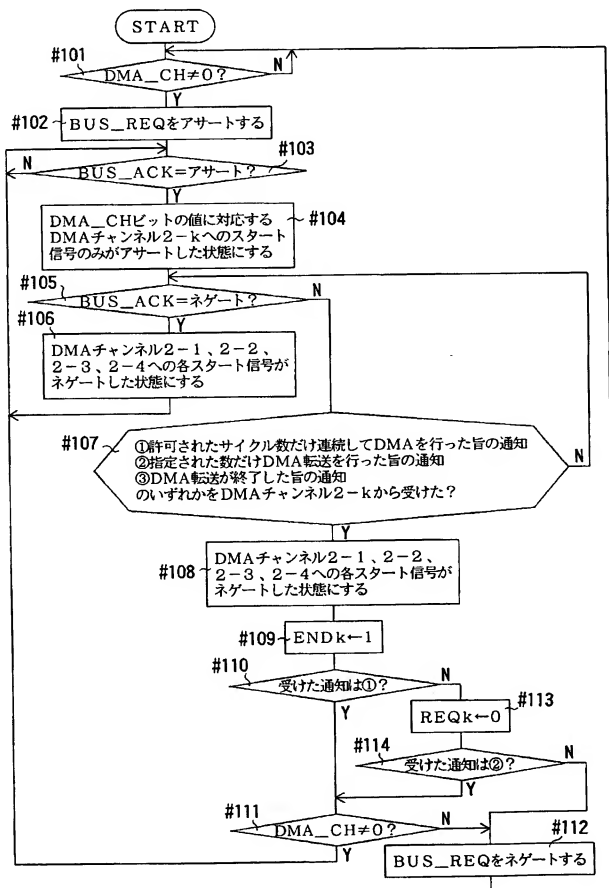 START
#101
DMA_CH≠0?
N
Y
#102
BUS_REQをアサートする
#103
N
BUS_ACK=アサート?
Y
DMA_CHビットの値に対応する
DMAチャンネル2-kへのスタート
信号のみがアサートした状態にする
#104
#105
BUS_ACK=ネゲート?
N
Y
#106
DMAチャンネル2-1、2-2、
2-3、2-4への各スタート信号が
ネゲートした状態にする
#107
①許可されたサイクル数だけ連続してDMAを行った旨の通知
②指定された数だけDMA転送を行った旨の通知
③DMA転送が終了した旨の通知
のいずれかをDMAチャンネル2-kから受けた?
N
Y
#108
DMAチャンネル2-1、2-2、
2-3、2-4への各スタート信号が
ネゲートした状態にする
#109
ENDk←1
#110
受けた通知は①?
N
Y
#113
REQk←0
#114
受けた通知は②?
N
Y
#111
DMA_CH≠0?
N
Y
#112
BUS_REQをネゲートする